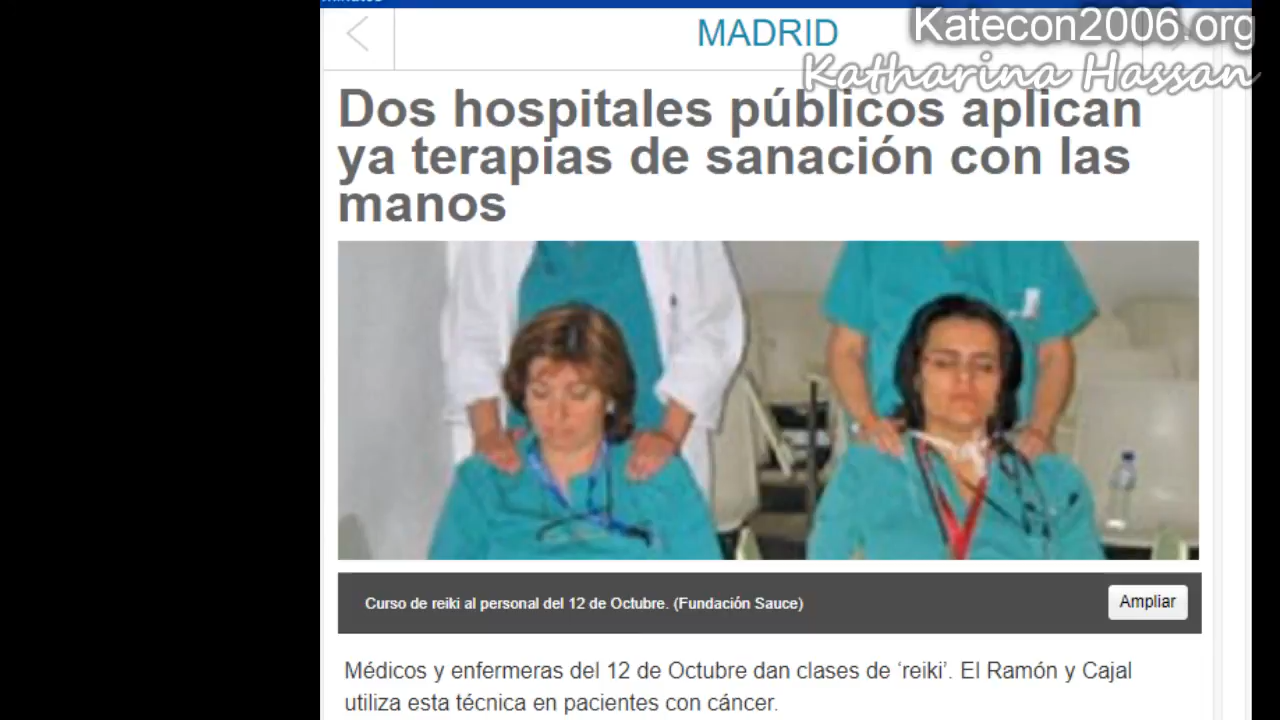 MADRID
Katecon2006.org
Katharina Hassan
Dos hospitales públicos aplican
ya terapias de sanación con las
manos
Curso de reiki al personal del 12 de Octubre. (Fundación Sauce)
Ampliar
Médicos y enfermeras del 12 de Octubre dan clases de ‘reiki’. El Ramón y Cajal
utiliza esta técnica en pacientes con cáncer.